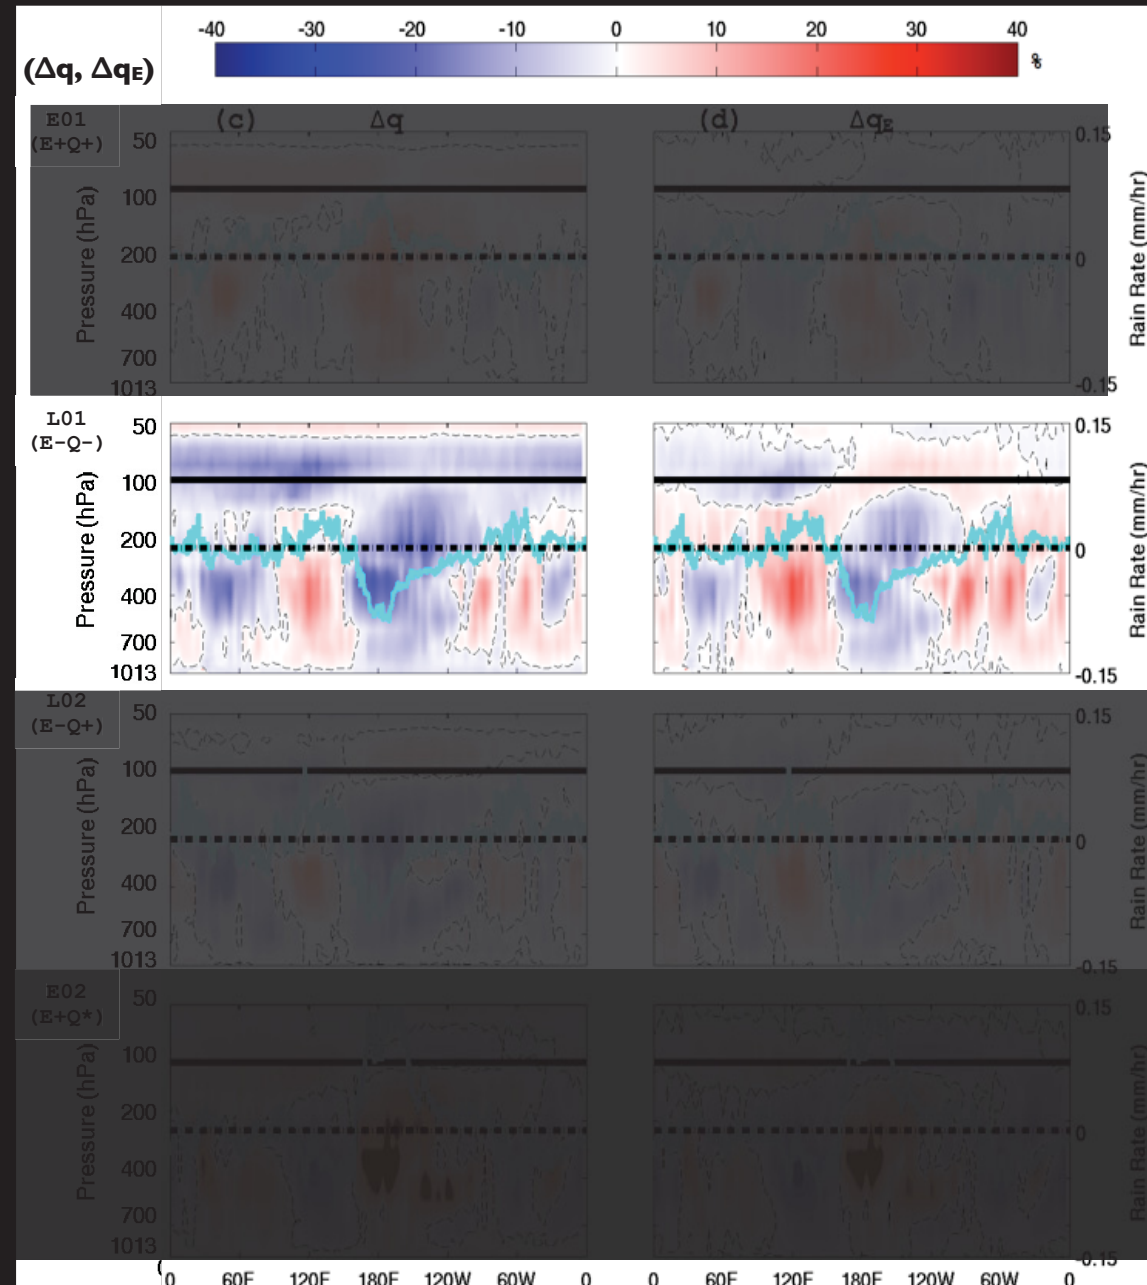 -40 -30 -20 -10 0 10 20 30 40
%
(Δq, ΔqE)
E01
(E+Q+)
(c) Δq
(d) ΔqE
50
100
200
400
700
1013
Pressure (hPa)
0.15
0
-0.15
Rain Rate (mm/hr)
L01
(E-Q-)
50
100
200
400
700
1013
Pressure (hPa)
0.15
0
-0.15
Rain Rate (mm/hr)
L02
(E-Q+)
50
100
200
400
700
1013
Pressure (hPa)
0.15
0
-0.15
Rain Rate (mm/hr)
E02
(E+Q*)
50
100
200
400
700
1013
Pressure (hPa)
0.15
0
-0.15
Rain Rate (mm/hr)
0 60E 120E 180E 120W 60W 0
0 60E 120E 180E 120W 60W 0